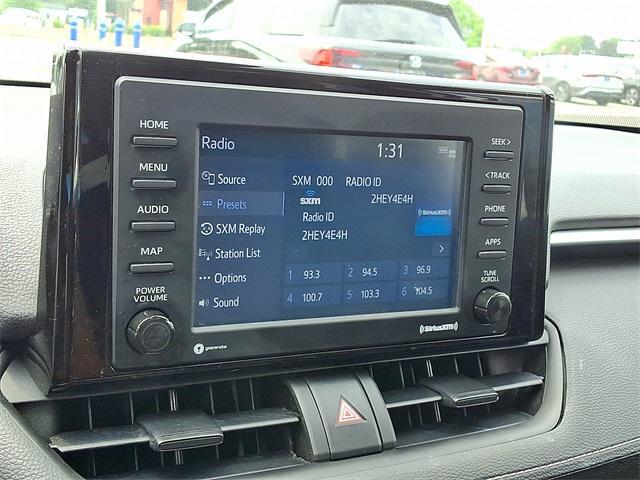 HOME
MENU
AUDIO
MAP
POWER
VOLUME
Radio
1:31
Source
Presets
SXM Replay
Station List
Options
Sound
SXM 000 RADIO ID
sxm 2HEY4E4H
Radio ID
2HEY4E4H
SiriusXM
1 93.3 2 94.5 3 96.9
4 100.7 5 103.3 6 104.5
SEEK>
<TRACK
PHONE
APPS
TUNE
SCROLL
gracenote
SiriusXM